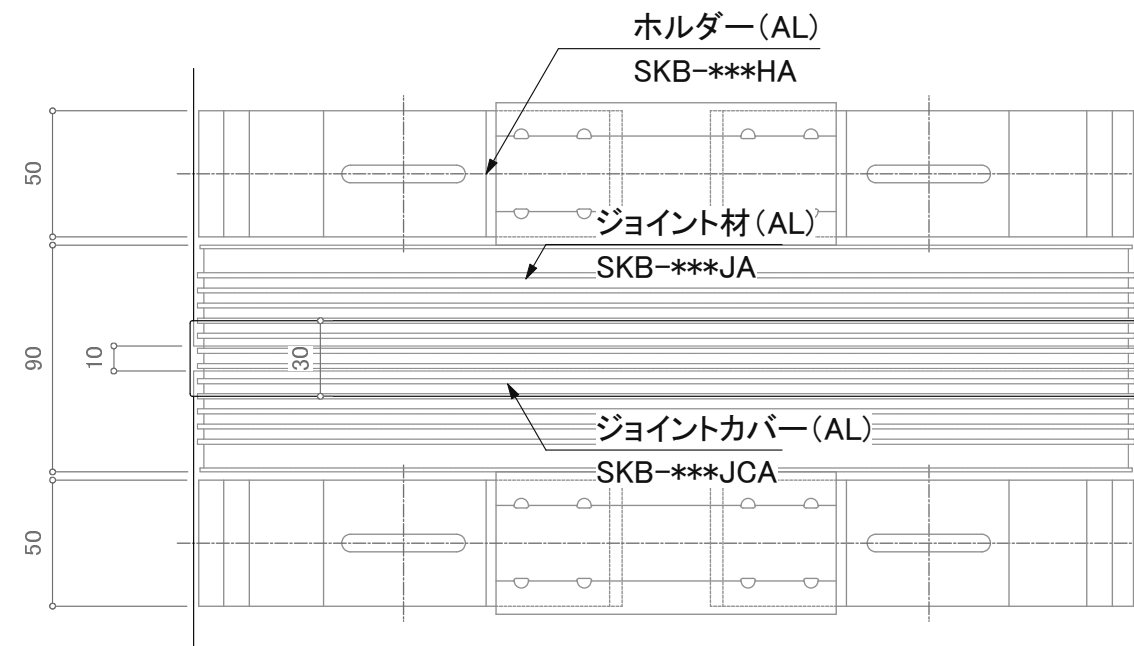 ホルダー(AL)
SKB-***HA
50
ジョイント材(AL)
SKB-***JA
90
10
30
ジョイントカバー(AL)
SKB-***JCA
50